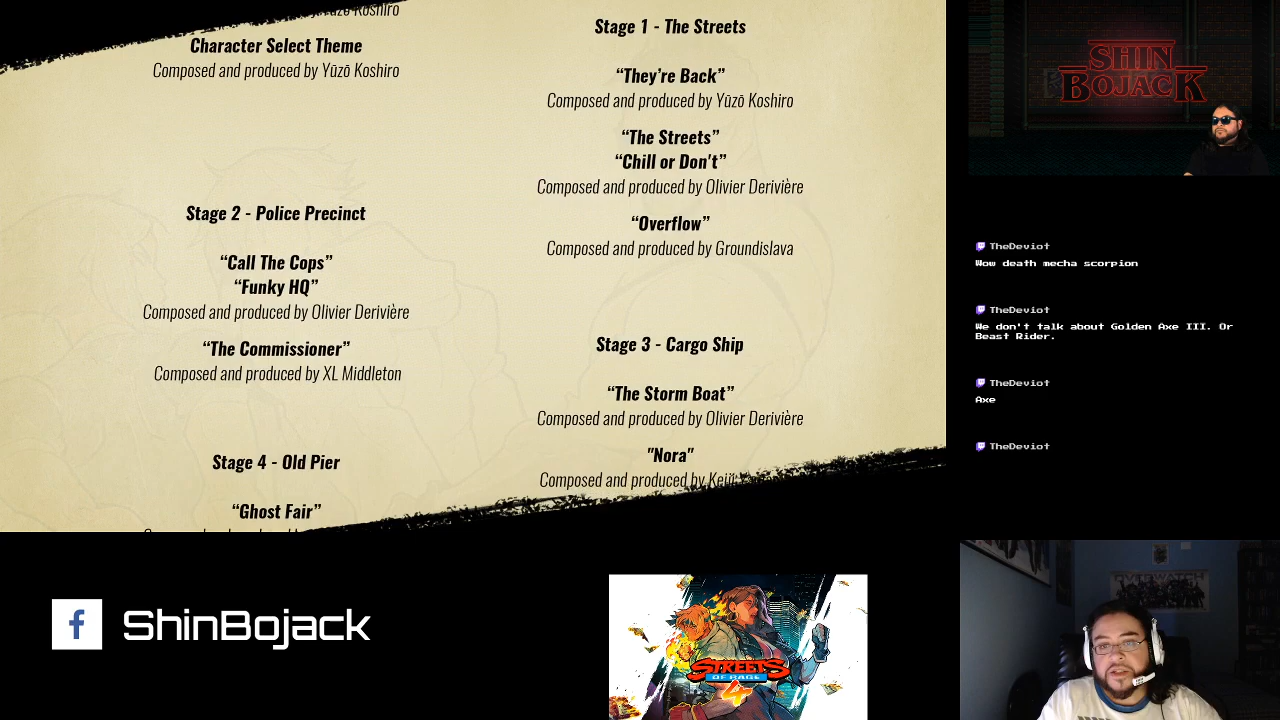 Yūzō Koshiro
Character Select Theme
Composed and produced by Yūzō Koshiro
Stage 2 - Police Precinct
“Call The Cops”
“Funky HQ”
Composed and produced by Olivier Derivière
“The Commissioner”
Composed and produced by XL Middleton
Stage 4 - Old Pier
“Ghost Fair”
Stage 1 - The Streets
“They’re Back”
Composed and produced by Yūzō Koshiro
“The Streets”
“Chill or Don't”
Composed and produced by Olivier Derivière
“Overflow”
Composed and produced by Groundislava
Stage 3 - Cargo Ship
“The Storm Boat”
Composed and produced by Olivier Derivière
"Nora"
Composed and produced by
SHIN
BOJACK
TheDeviot
Wow death mecha scorpion
TheDeviot
We don't talk about Golden Axe III. Or
Beast Rider.
TheDeviot
Axe
TheDeviot
f ShinBojack
STREETS
OF RAGE
4
OVERWATCH